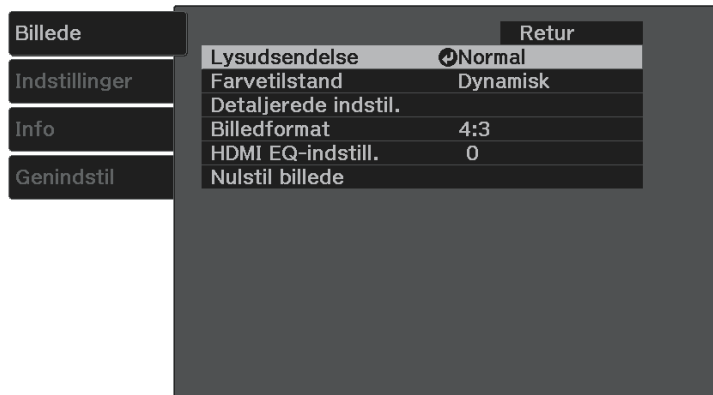 Billede
Indstillinger
Info
Genindstil
Retur
Lysudsendelse Normal
Farvetilstand Dynamisk
Detaljerede indstil.
Billedformat 4:3
HDMI EQ-indstill. 0
Nulstil billede